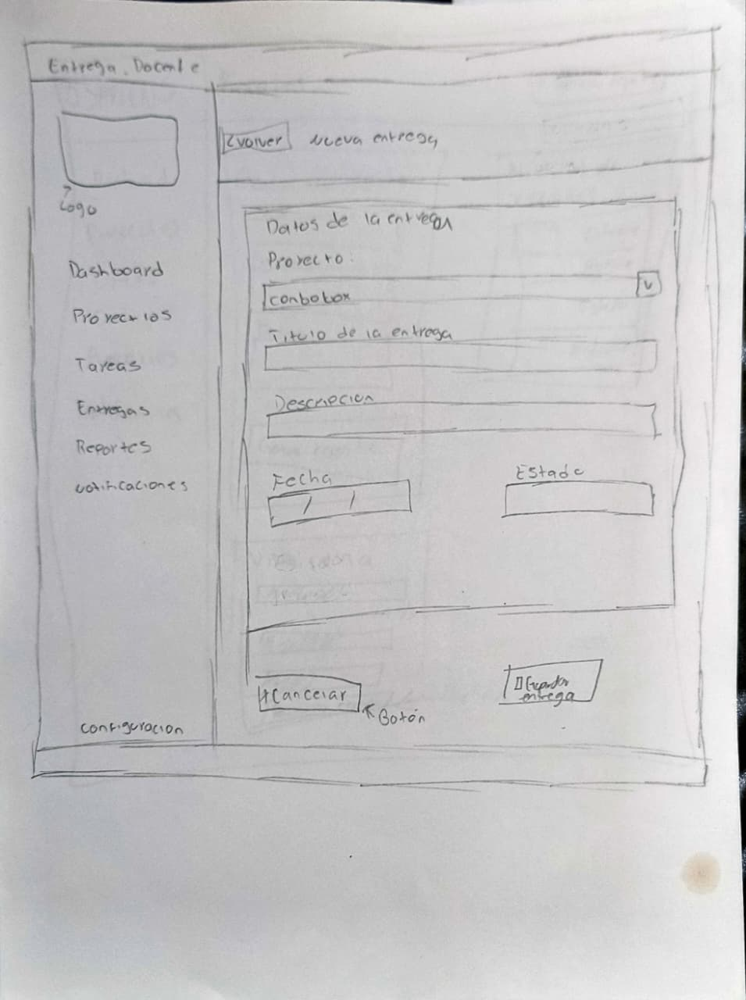 Entrega Docente
Logo
Dashboard
Proyectos
Tareas
Entregas
Reportes
Notificaciones
Configuracion
<volver Nueva entrega
Datos de la entrega
Proyecto:
conbobox
v
Titulo de la entrega
Descripcion
Fecha
/ /
Estado
Cancelar
Botón
Guardar
entrega